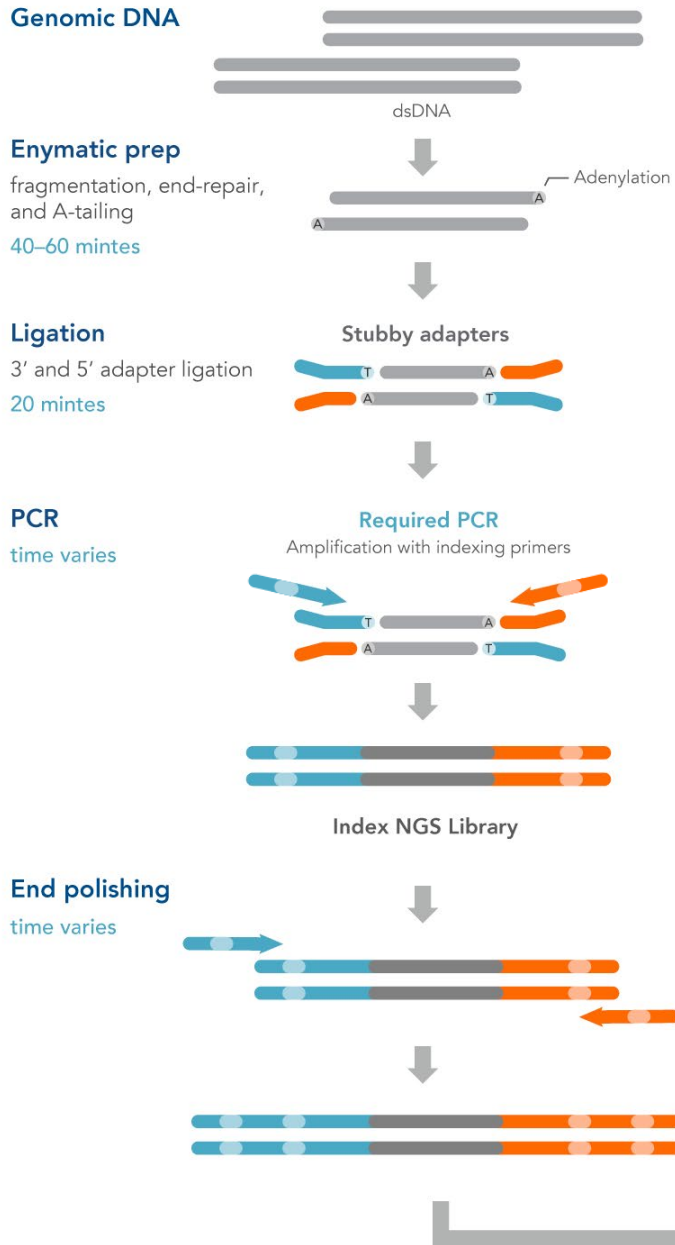 Genomic DNA
dsDNA
Enymatic prep
fragmentation, end-repair,
and A-tailing
40–60 mintes
Adenylation
A
A
Ligation
3’ and 5’ adapter ligation
20 mintes
Stubby adapters
T A
A T
PCR
time varies
Required PCR
Amplification with indexing primers
T A
A T
Index NGS Library
End polishing
time varies